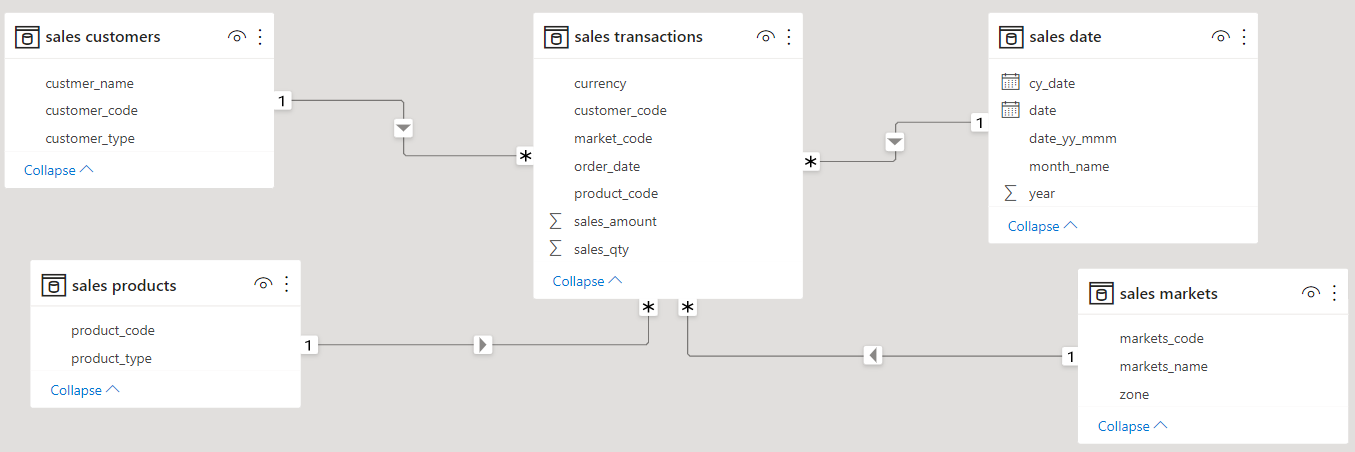 sales customers
custmer_name
customer_code
customer_type
Collapse
1
*
sales transactions
currency
customer_code
market_code
order_date
product_code
∑ sales_amount
∑ sales_qty
Collapse
*
1
sales date
cy_date
date
date_yy_mmm
month_name
∑ year
Collapse
sales products
product_code
product_type
Collapse
1
*
*
1
sales markets
markets_code
markets_name
zone
Collapse